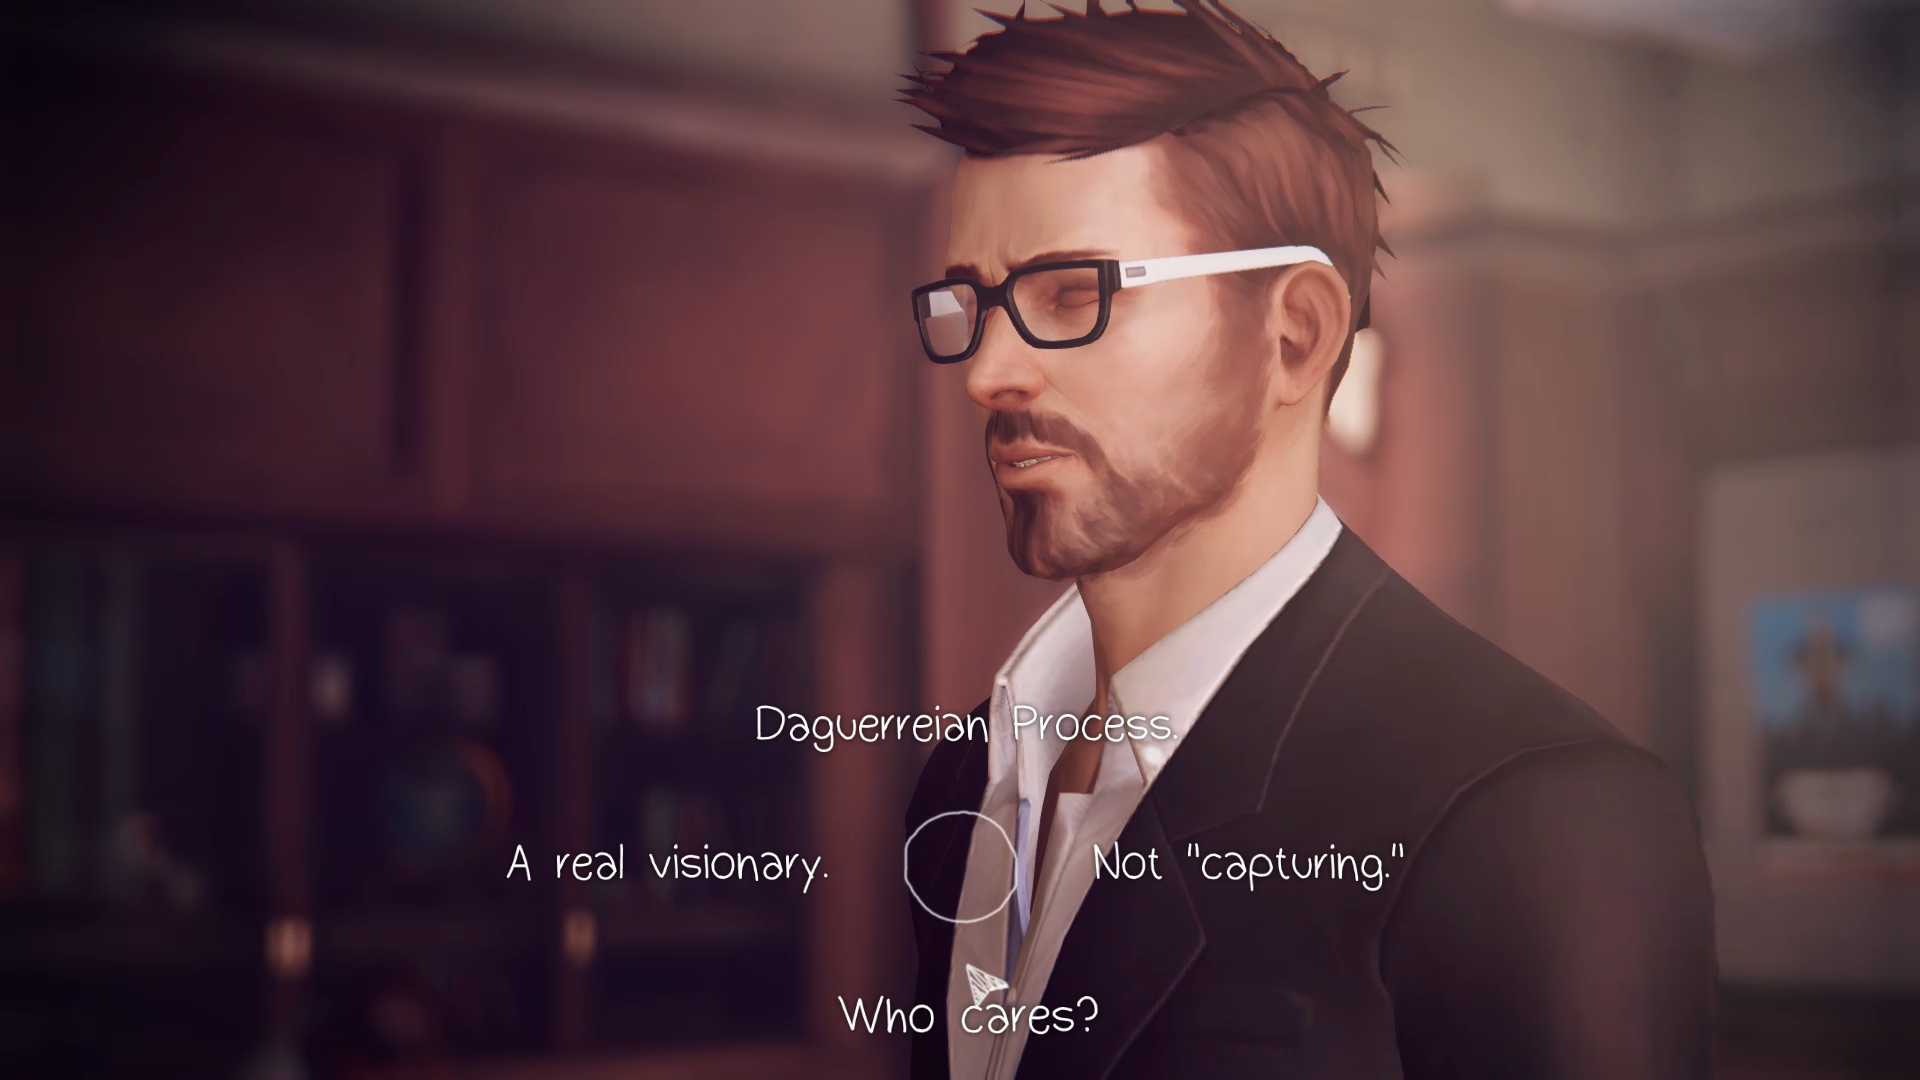 Daguerreian Process.
A real visionary.
Not "capturing."
Who cares?